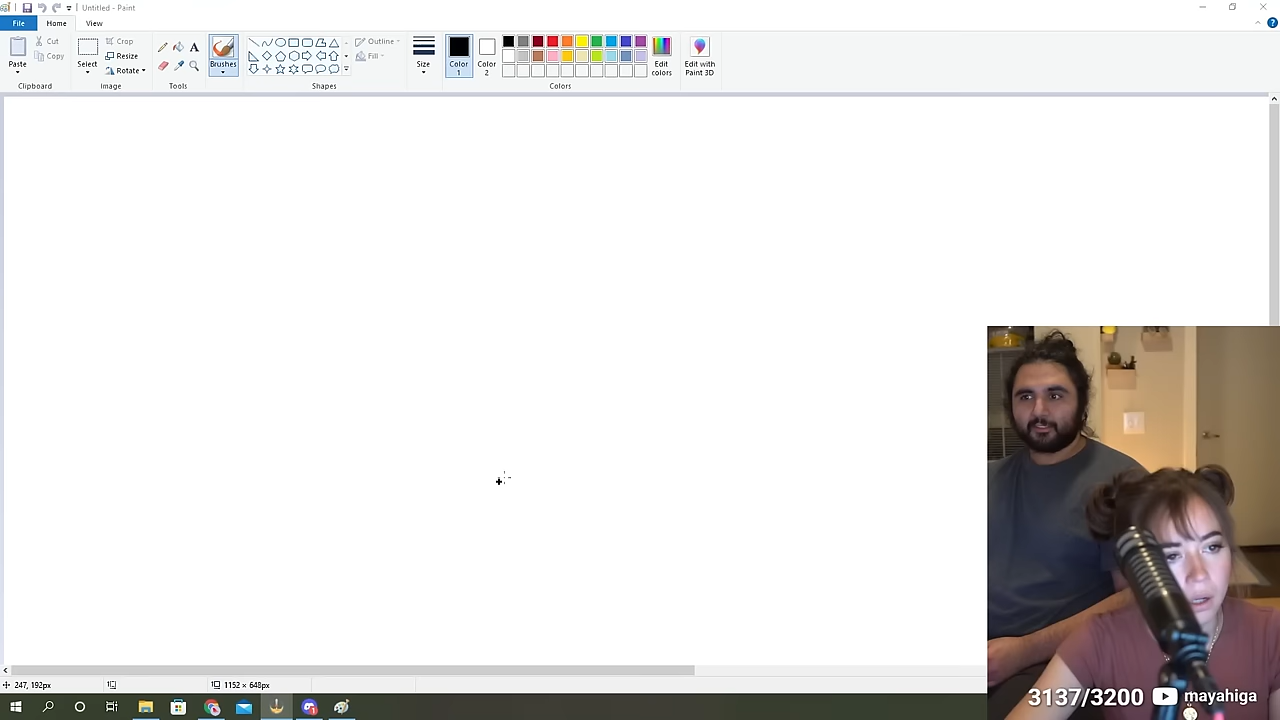 Untitled - Paint
File
Home
View
Paste
Cut
Copy
Clipboard
Select
Crop
Resize
Rotate
Image
A
Tools
Brushes
Shapes
Outline
Fill
Size
Color 1
Color 2
Colors
Edit colors
Edit with Paint 3D
247, 192px
1152 × 648px
3137/3200
mayahiga